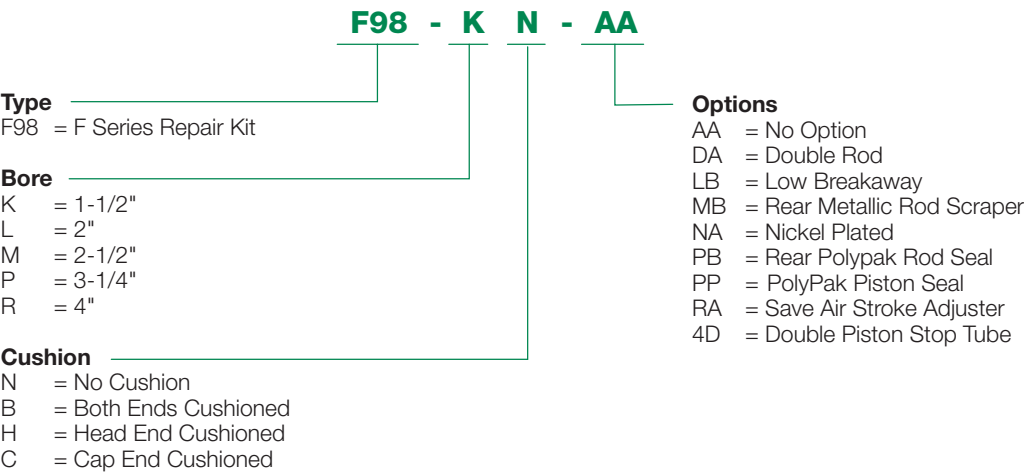 F98 - K N - AA
Type
F98 = F Series Repair Kit
Bore
K = 1-1/2"
L = 2"
M = 2-1/2"
P = 3-1/4"
R = 4"
Cushion
N = No Cushion
B = Both Ends Cushioned
H = Head End Cushioned
C = Cap End Cushioned
Options
AA = No Option
DA = Double Rod
LB = Low Breakaway
MB = Rear Metallic Rod Scraper
NA = Nickel Plated
PB = Rear Polypak Rod Seal
PP = PolyPak Piston Seal
RA = Save Air Stroke Adjuster
4D = Double Piston Stop Tube